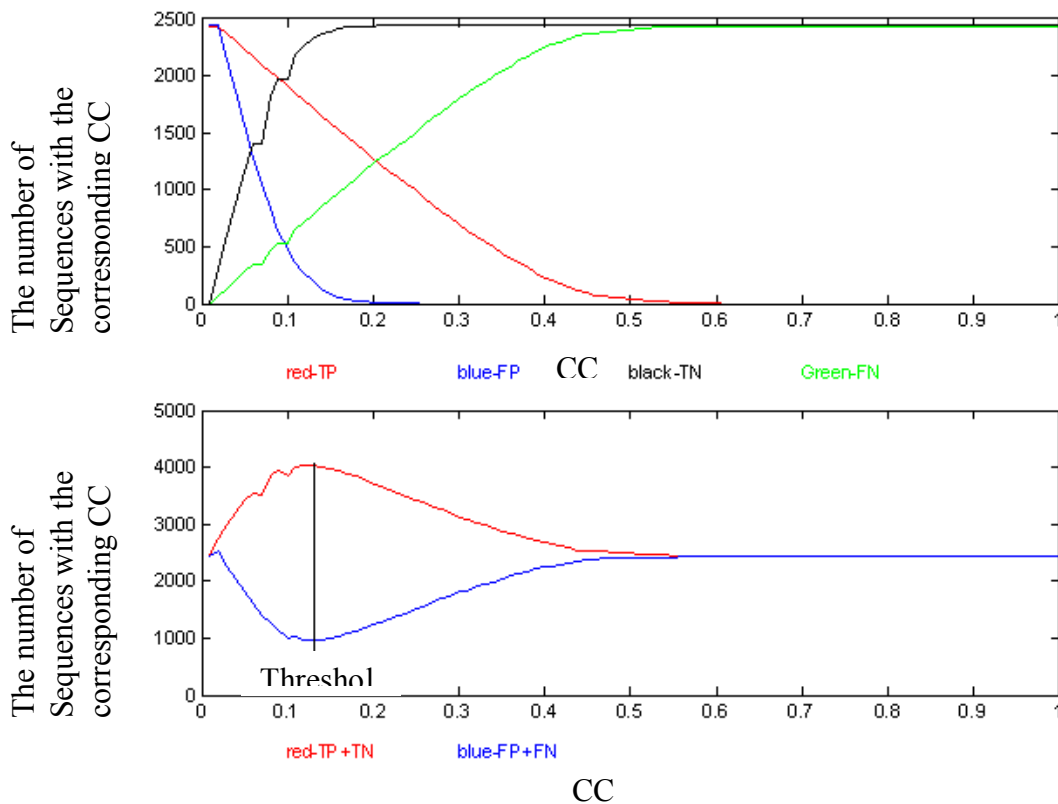 The number of
Sequences with the
corresponding CC
2500
2000
1500
1000
500
0
0 0.1 0.2 0.3 0.4 0.5 0.6 0.7 0.8 0.9 1
CC
red-TP blue-FP black-TN Green-FN
The number of
Sequences with the
corresponding CC
5000
4000
3000
2000
1000
0
Threshol
0 0.1 0.2 0.3 0.4 0.5 0.6 0.7 0.8 0.9 1
red-TP+TN blue-FP+FN
CC